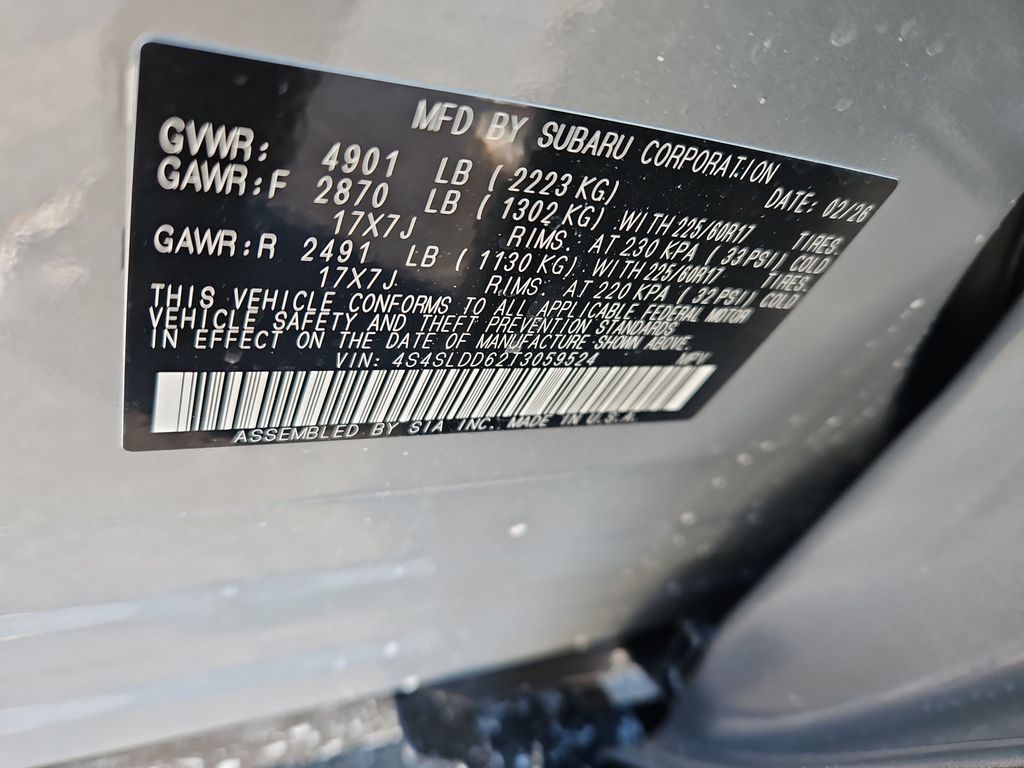 MFD BY SUBARU CORPORATION
DATE: 02/26
GVWR: 4901 LB ( 2223 KG)
GAWR:F 2870 LB ( 1302 KG) WITH 225/60R17 TIRES,
17X7J RIMS. AT 230 KPA ( 33 PSI) COLD
GAWR:R 2491 LB ( 1130 KG) WITH 225/60R17 TIRES,
17X7J RIMS. AT 220 KPA ( 32 PSI) COLD
THIS VEHICLE CONFORMS TO ALL APPLICABLE FEDERAL MOTOR
VEHICLE SAFETY AND THEFT PREVENTION STANDARDS
IN EFFECT ON THE DATE OF MANUFACTURE SHOWN ABOVE.
VIN: 4S4SLDD62T3059524 MPV
ASSEMBLED BY SIA INC. MADE IN U.S.A.